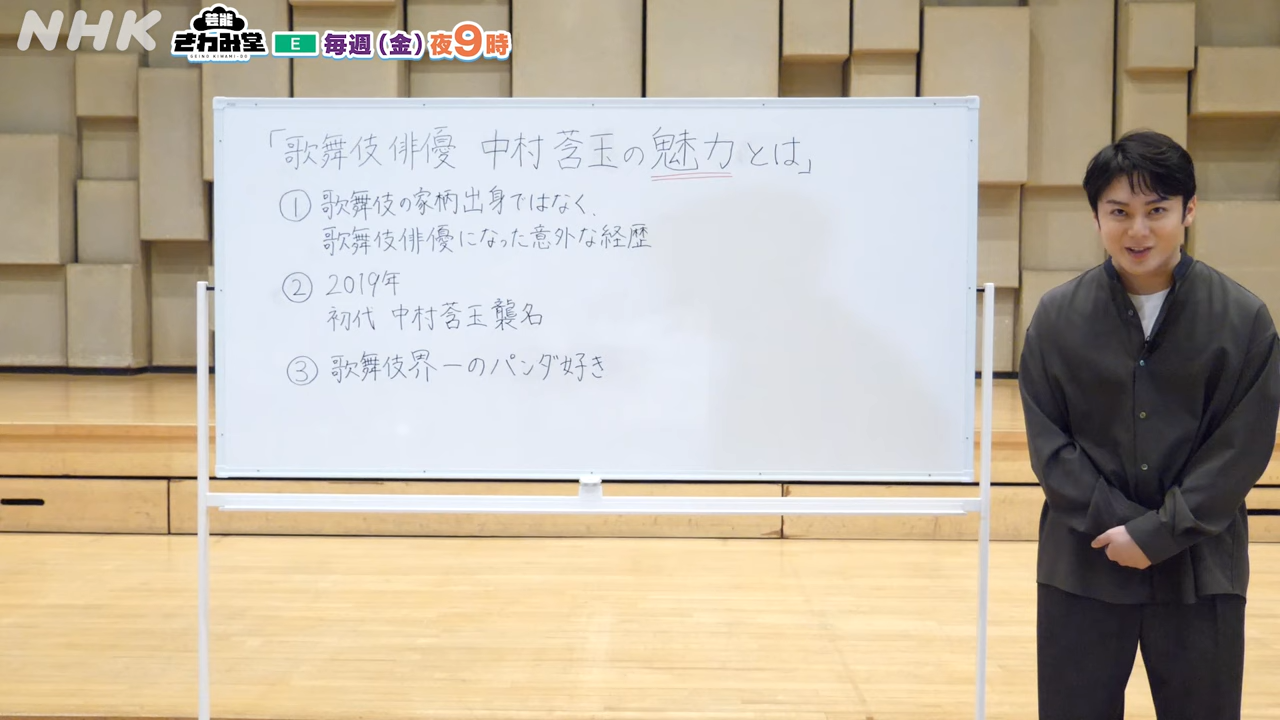 NHK
芸能
きわみ堂
GEINO KIWAMI-DO
E 毎週(金)夜9時
「歌舞伎俳優 中村莟玉の魅力とは」
① 歌舞伎の家柄出身ではなく、
歌舞伎俳優になった意外な経歴
② 2019年
初代 中村莟玉襲名
③ 歌舞伎界一のパンダ好き